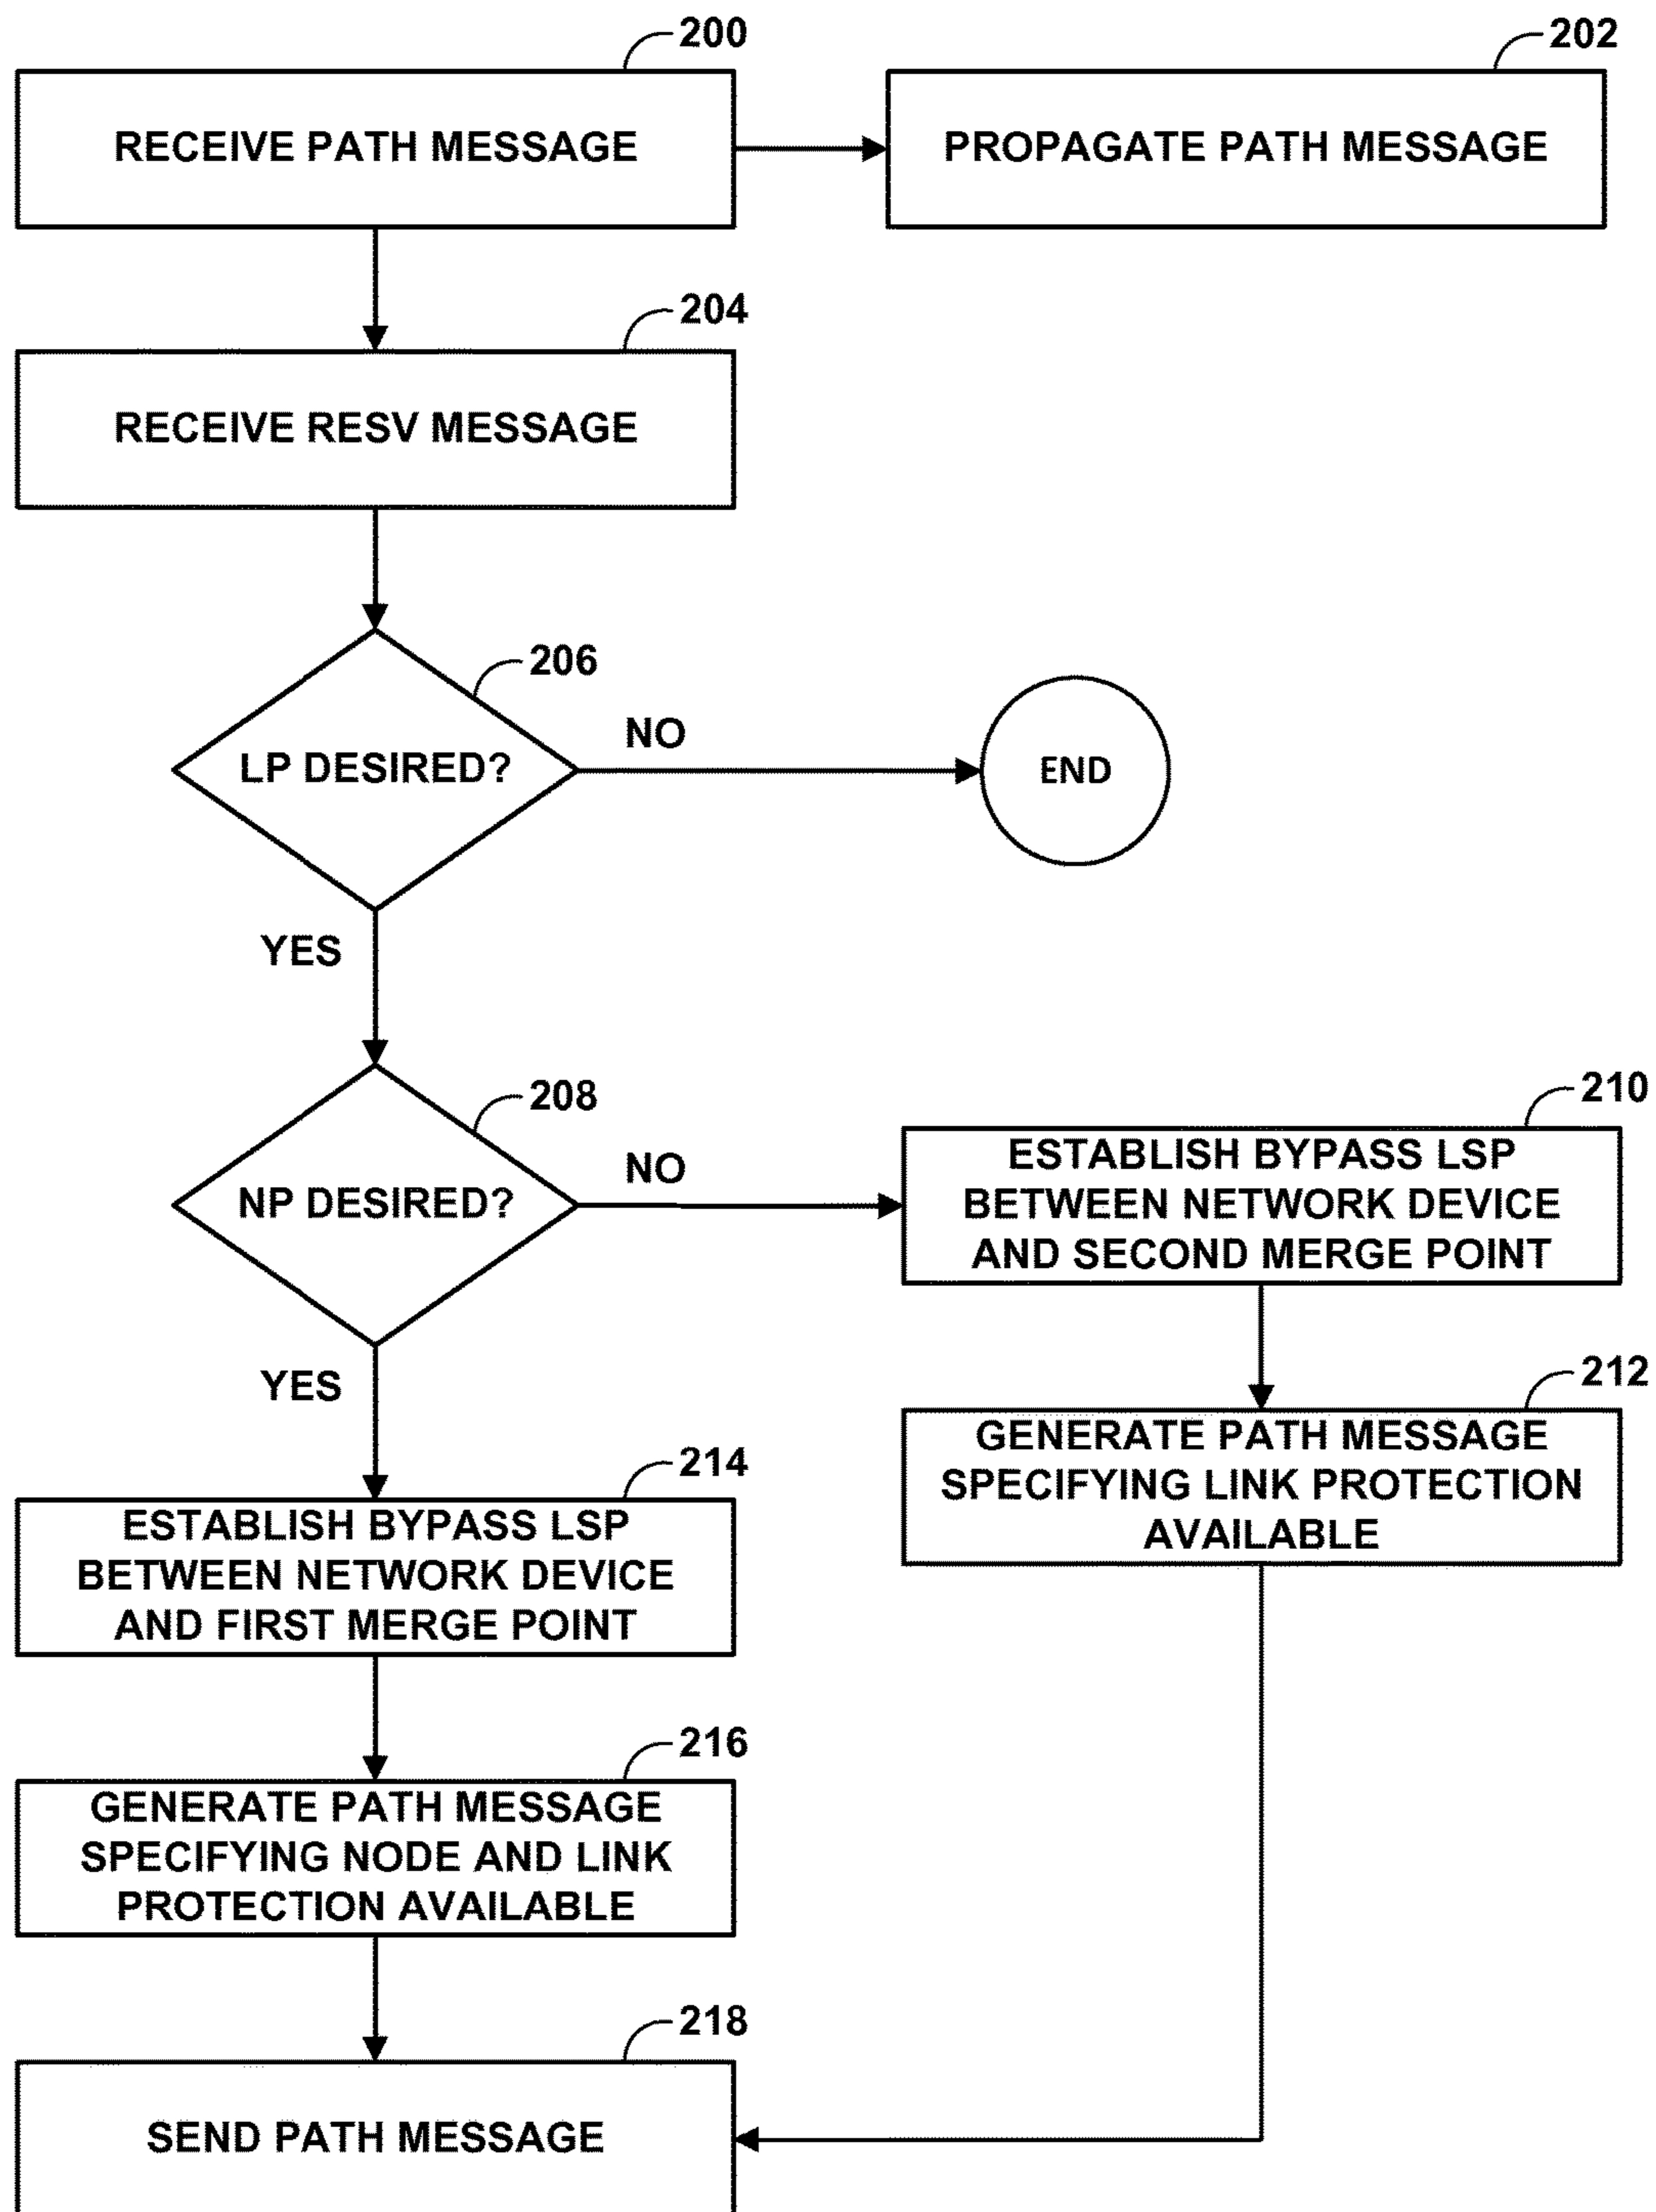 200
RECEIVE PATH MESSAGE
202
PROPAGATE PATH MESSAGE
204
RECEIVE RESV MESSAGE
206
LP DESIRED?
NO
END
YES
208
NP DESIRED?
NO
210
ESTABLISH BYPASS LSP
BETWEEN NETWORK DEVICE
AND SECOND MERGE POINT
212
GENERATE PATH MESSAGE
SPECIFYING LINK PROTECTION
AVAILABLE
YES
214
ESTABLISH BYPASS LSP
BETWEEN NETWORK DEVICE
AND FIRST MERGE POINT
216
GENERATE PATH MESSAGE
SPECIFYING NODE AND LINK
PROTECTION AVAILABLE
218
SEND PATH MESSAGE